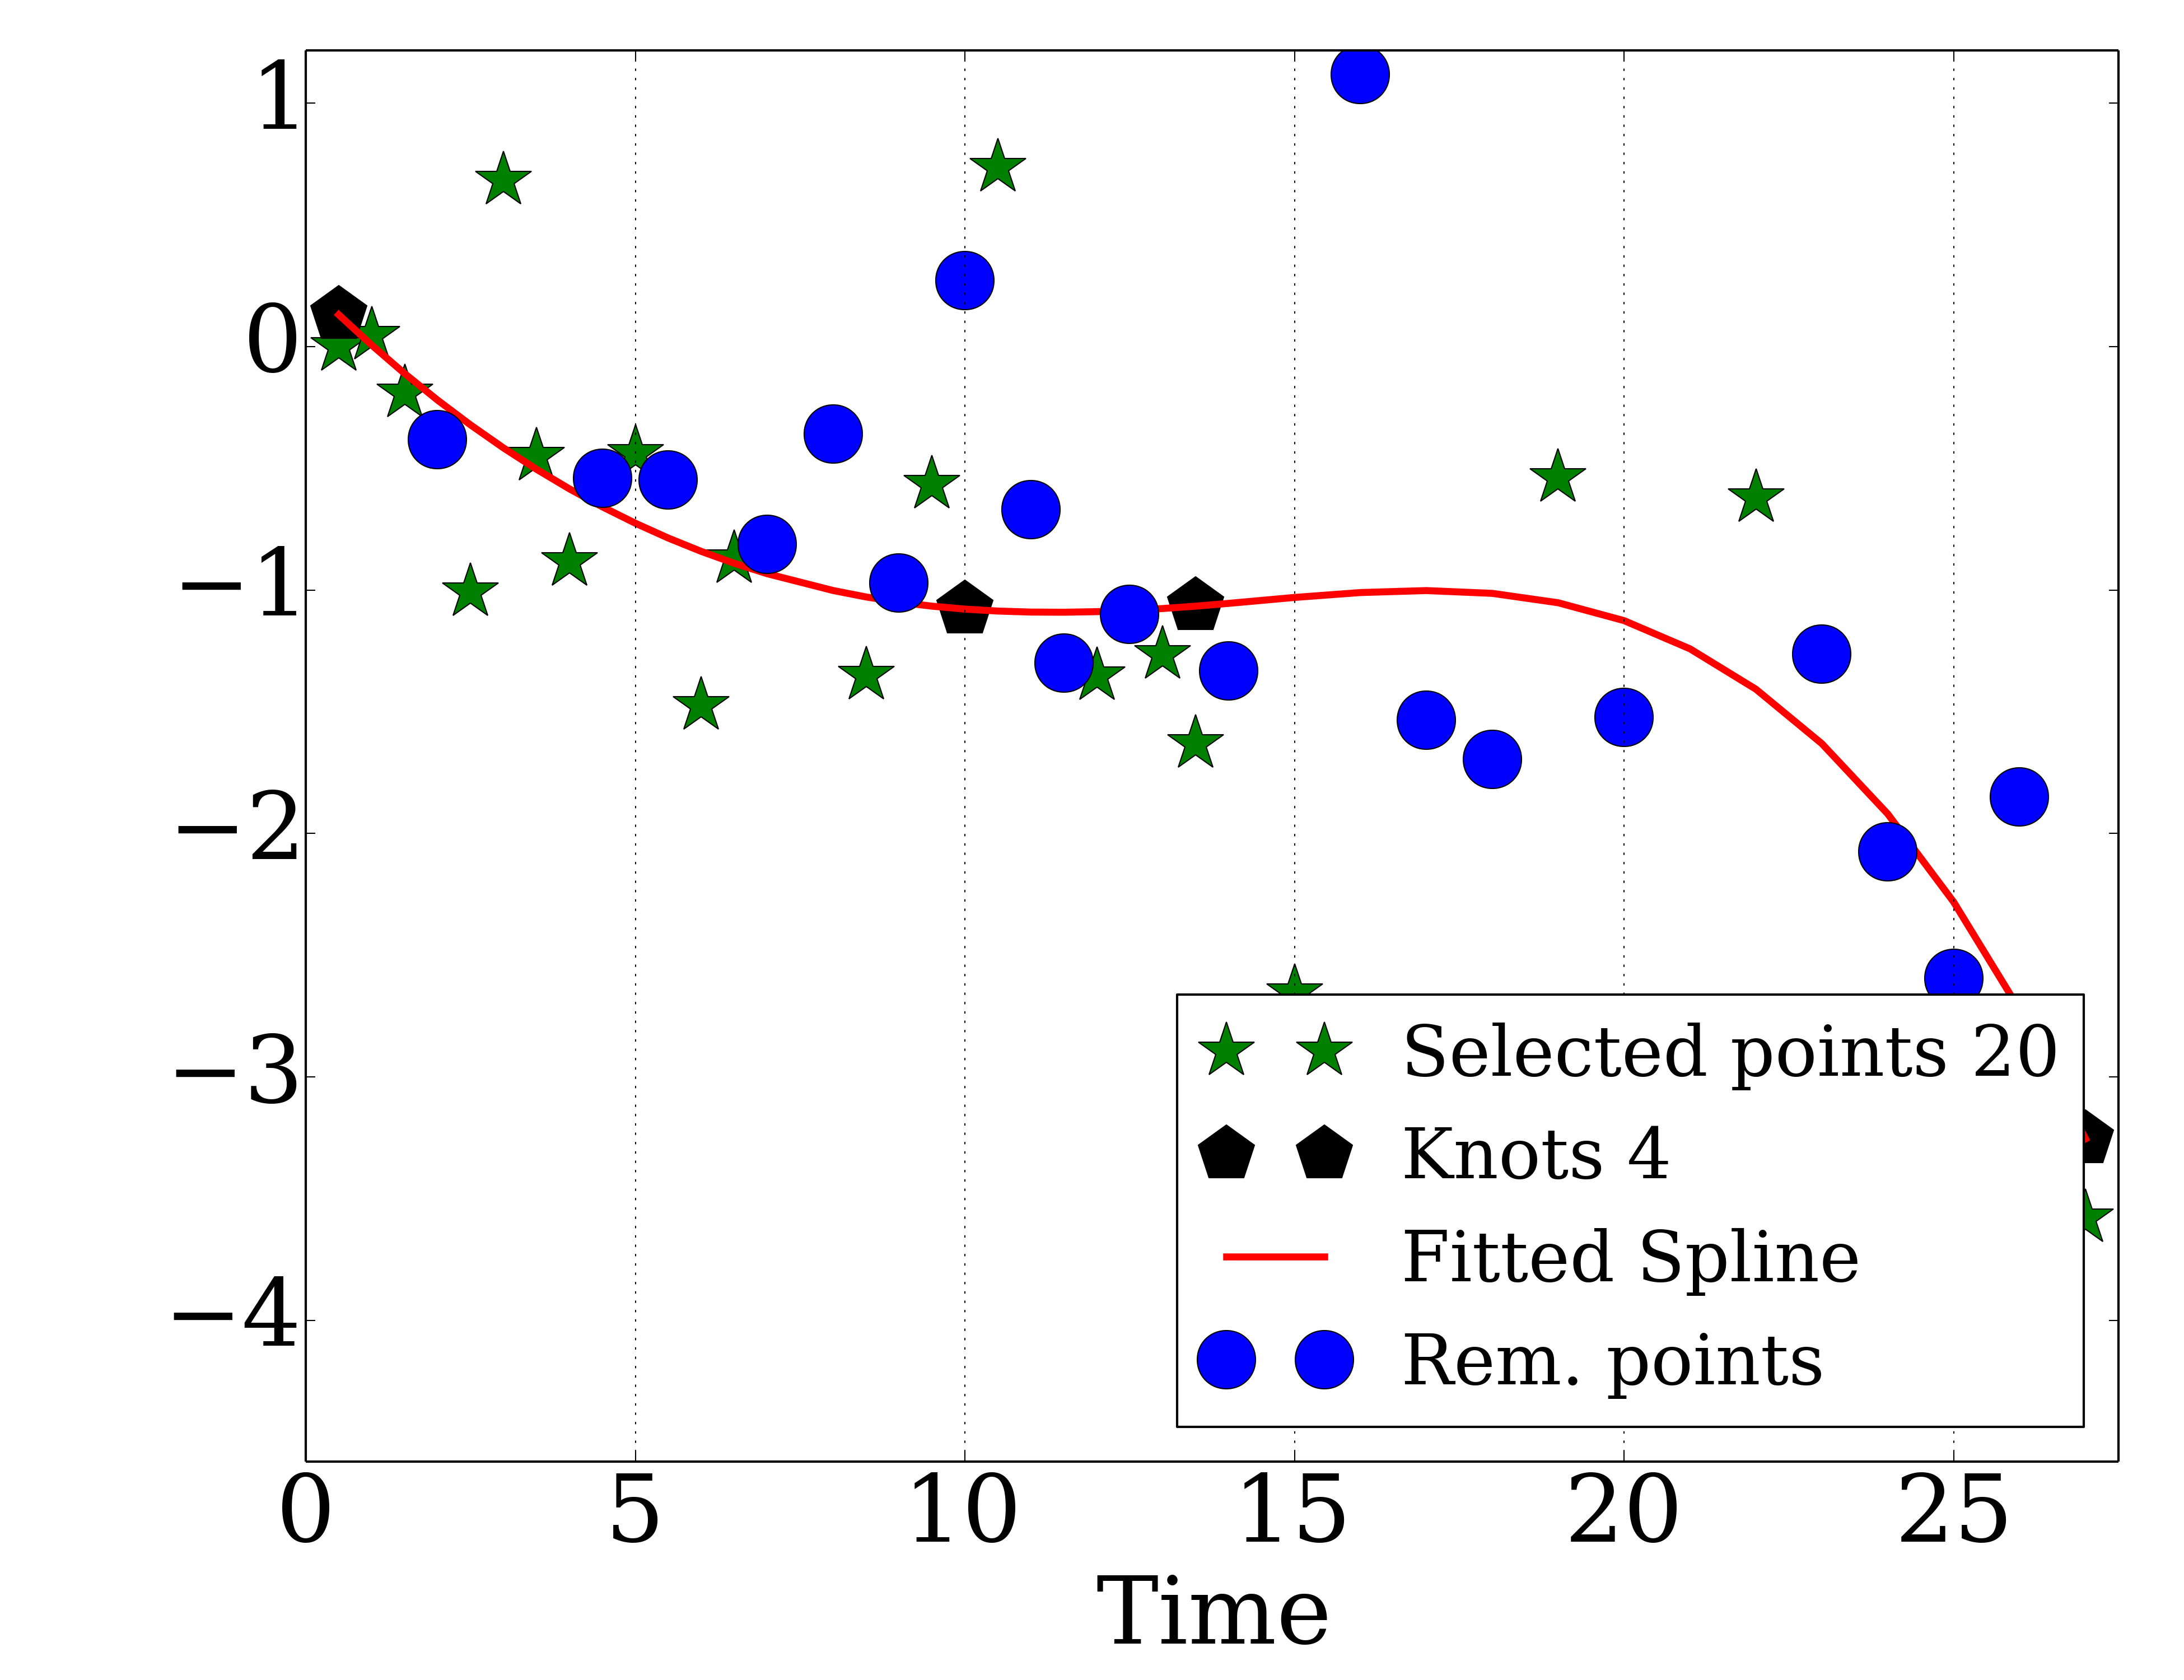 1
0
−1
−2
−3
−4
Selected points 20
Knots 4
Fitted Spline
Rem. points
0 5 10 15 20 25
Time